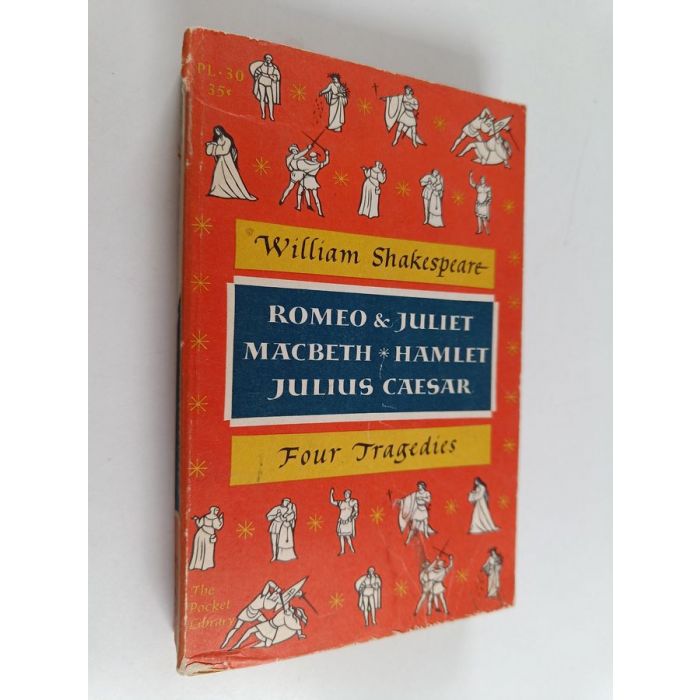 PL·30
35¢
William Shakespeare
ROMEO & JULIET
MACBETH * HAMLET
JULIUS CAESAR
Four Tragedies
The
Pocket
Library